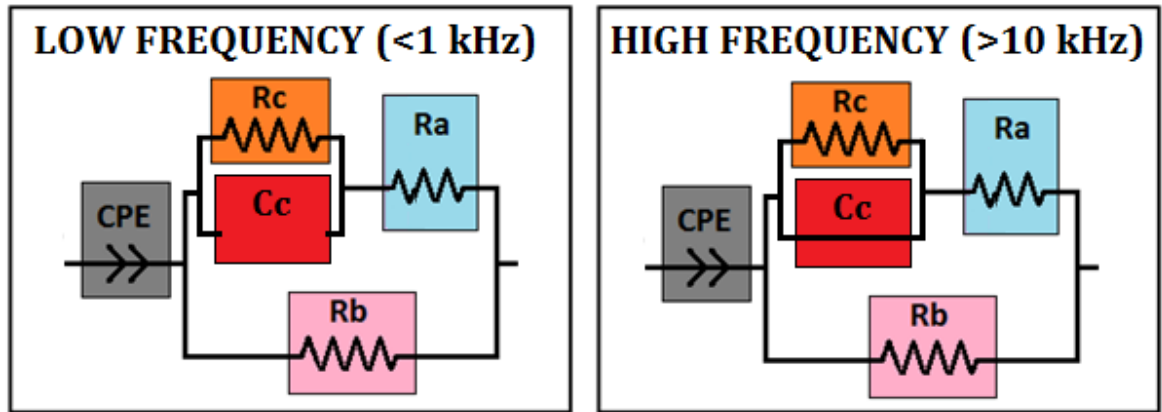 LOW FREQUENCY (<1 kHz)
Rc
Ra
CPE
Cc
Rb
HIGH FREQUENCY (>10 kHz)
Rc
Ra
CPE
Cc
Rb